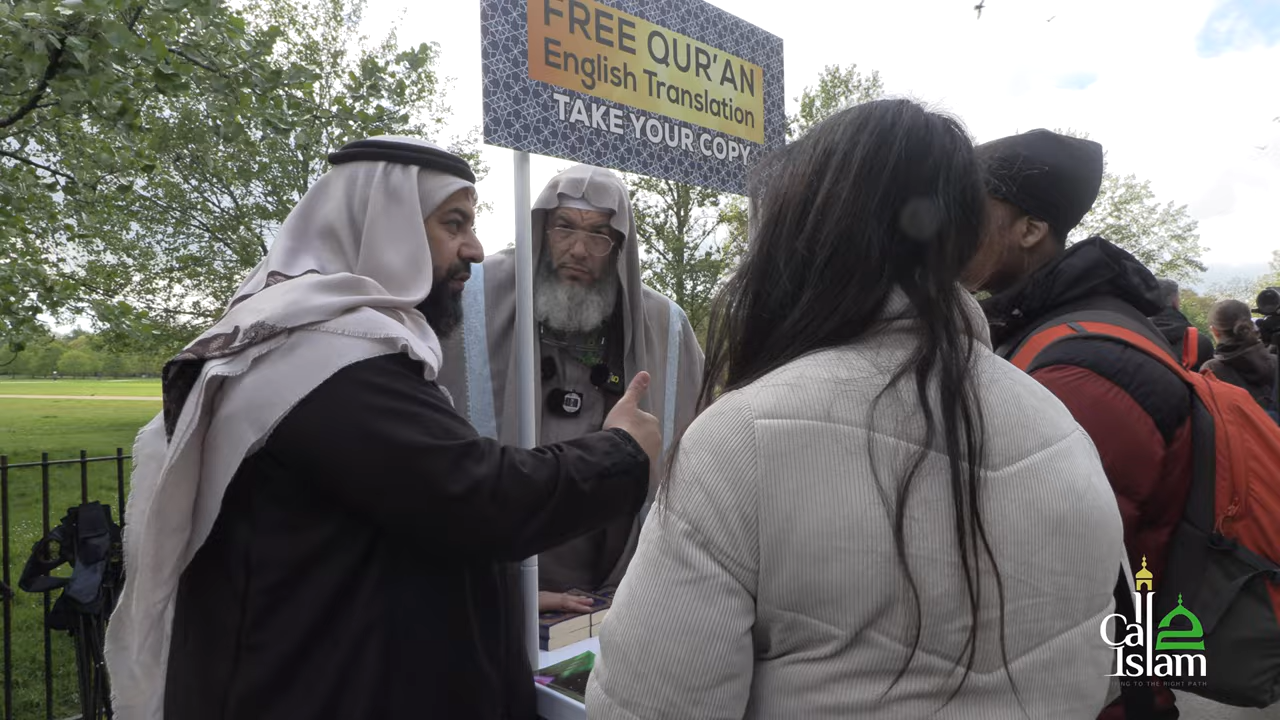 FREE QUR'AN
English Translation
TAKE YOUR COPY
Call
Islam